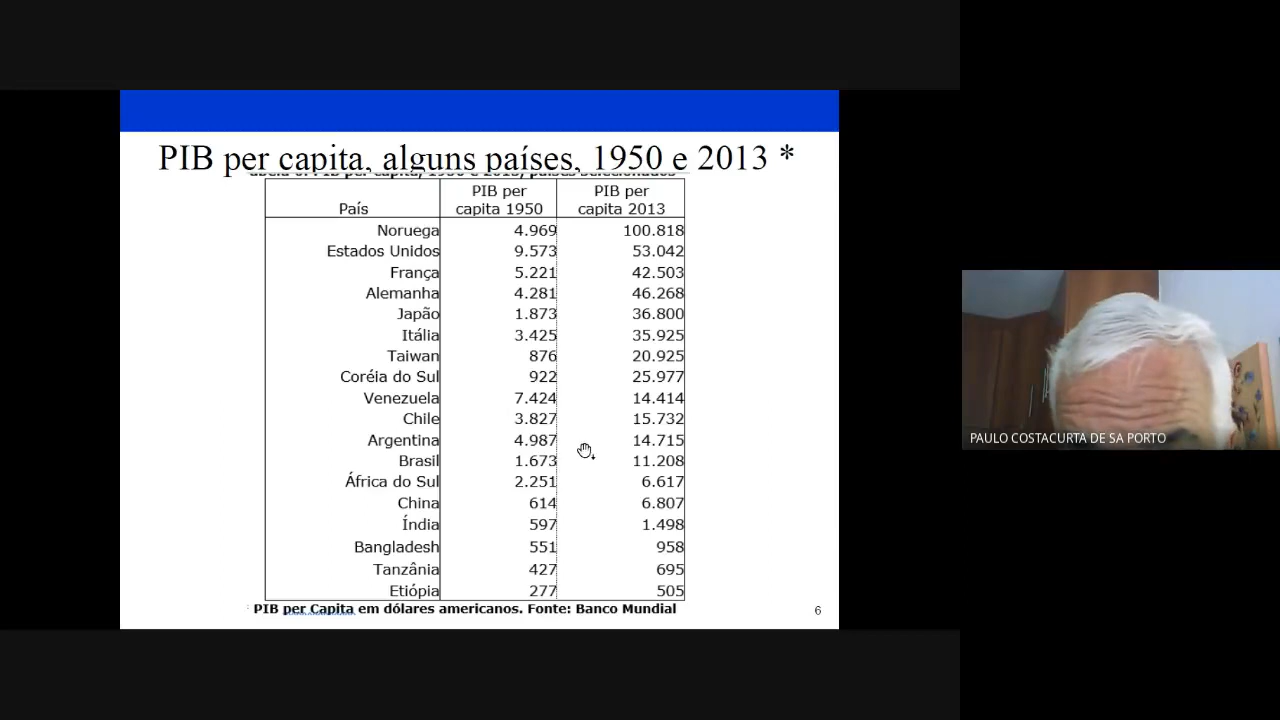 PIB per capita, alguns países, 1950 e 2013 *
País PIB per capita 1950 PIB per capita 2013
Noruega 4.969 100.818
Estados Unidos 9.573 53.042
França 5.221 42.503
Alemanha 4.281 46.268
Japão 1.873 36.800
Itália 3.425 35.925
Taiwan 876 20.925
Coréia do Sul 922 25.977
Venezuela 7.424 14.414
Chile 3.827 15.732
Argentina 4.987 14.715
Brasil 1.673 11.208
África do Sul 2.251 6.617
China 614 6.807
Índia 597 1.498
Bangladesh 551 958
Tanzânia 427 695
Etiópia 277 505
PIB per Capita em dólares americanos. Fonte: Banco Mundial
6
PAULO COSTACURTA DE SA PORTO